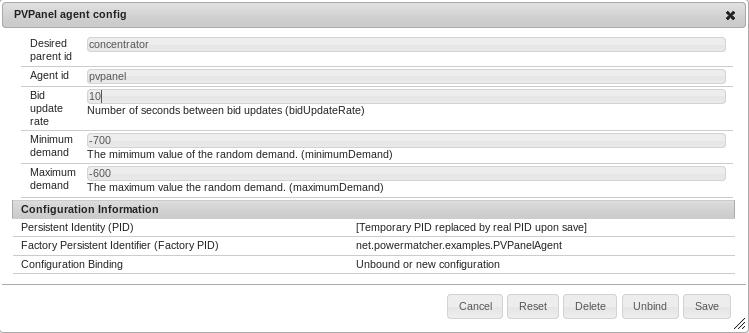 PVPanel agent config
Desired parent id
concentrator
Agent id
pvpanel
Bid update rate
10
Number of seconds between bid updates (bidUpdateRate)
Minimum demand
-700
The mimimum value of the random demand. (minimumDemand)
Maximum demand
-600
The maximum value the random demand. (maximumDemand)
Configuration Information
Persistent Identity (PID) [Temporary PID replaced by real PID upon save]
Factory Persistent Identifier (Factory PID) net.powermatcher.examples.PVPanelAgent
Configuration Binding Unbound or new configuration
Cancel Reset Delete Unbind Save